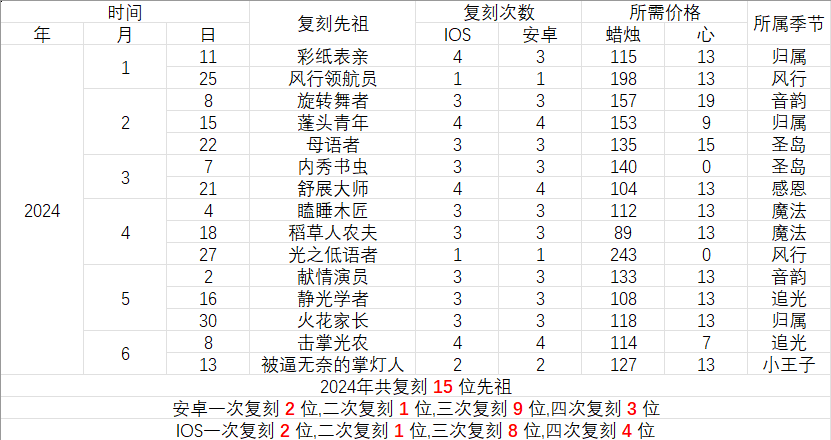 时间 复刻先祖 复刻次数 所需价格 所属季节
年 月 日 IOS 安卓 蜡烛 心
2024 1 11 彩纸表亲 4 3 115 13 归属
25 风行领航员 1 1 198 13 风行
2 8 旋转舞者 3 3 157 19 音韵
15 蓬头青年 4 4 153 9 归属
22 母语者 3 3 135 15 圣岛
3 7 内秀书虫 3 3 140 0 圣岛
21 舒展大师 4 4 104 13 感恩
4 4 瞌睡木匠 3 3 112 13 魔法
18 稻草人农夫 3 3 89 13 魔法
27 光之低语者 1 1 243 0 风行
5 2 献情演员 3 3 133 13 音韵
16 静光学者 3 3 108 13 追光
30 火花家长 3 3 118 13 归属
6 8 击掌光农 4 4 114 7 追光
13 被逼无奈的掌灯人 2 2 127 13 小王子
2024年共复刻 15 位先祖
安卓一次复刻 2 位,二次复刻 1 位,三次复刻 9 位,四次复刻 3 位
IOS一次复刻 2 位,二次复刻 1 位,三次复刻 8 位,四次复刻 4 位